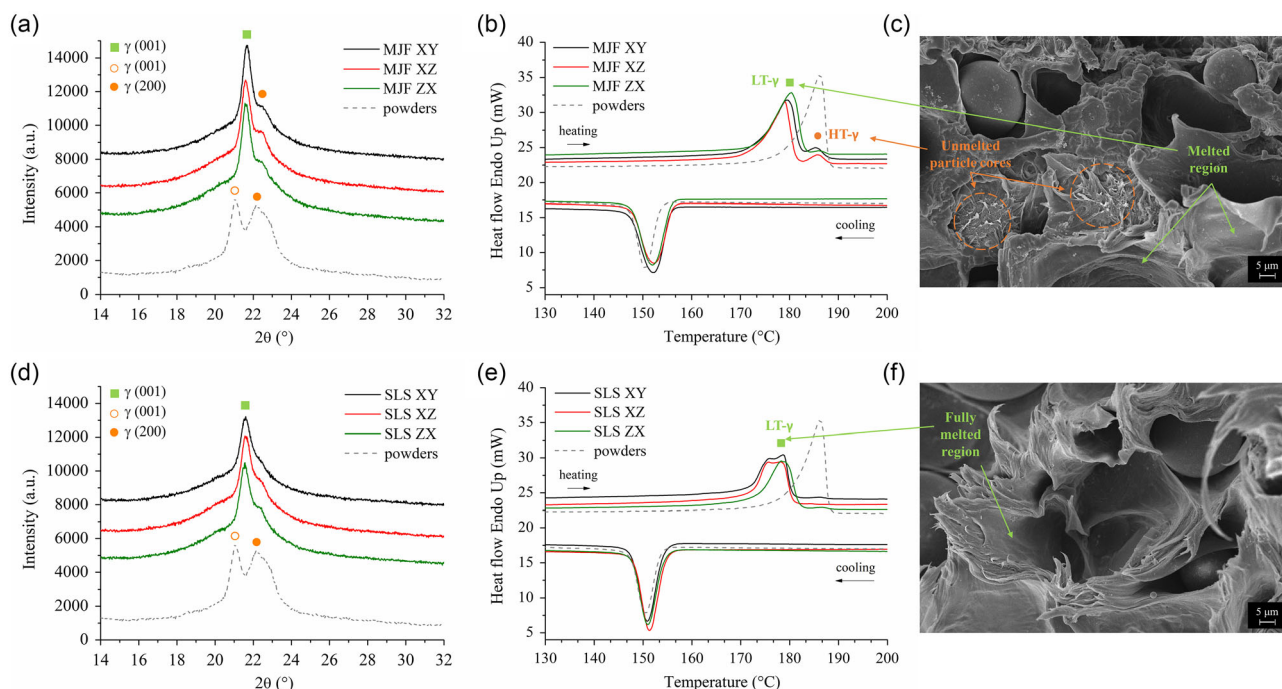 (a)
γ (001)
γ (001)
γ (200)
MJF XY
MJF XZ
MJF ZX
powders
14000
12000
10000
8000
6000
4000
2000
0
Intensity (a.u.)
14 16 18 20 22 24 26 28 30 32
2θ (°)
(b)
MJF XY
MJF XZ
MJF ZX
powders
LT-γ
HT-γ
heating
cooling
40
35
30
25
20
15
10
5
Heat flow Endo Up (mW)
130 140 150 160 170 180 190 200
Temperature (°C)
(c)
Unmelted
particle cores
Melted
region
5 μm
(d)
γ (001)
γ (001)
γ (200)
SLS XY
SLS XZ
SLS ZX
powders
14000
12000
10000
8000
6000
4000
2000
0
Intensity (a.u.)
14 16 18 20 22 24 26 28 30 32
2θ (°)
(e)
SLS XY
SLS XZ
SLS ZX
powders
LT-γ
heating
cooling
40
35
30
25
20
15
10
5
Heat flow Endo Up (mW)
130 140 150 160 170 180 190 200
Temperature (°C)
(f)
Fully
melted
region
5 μm